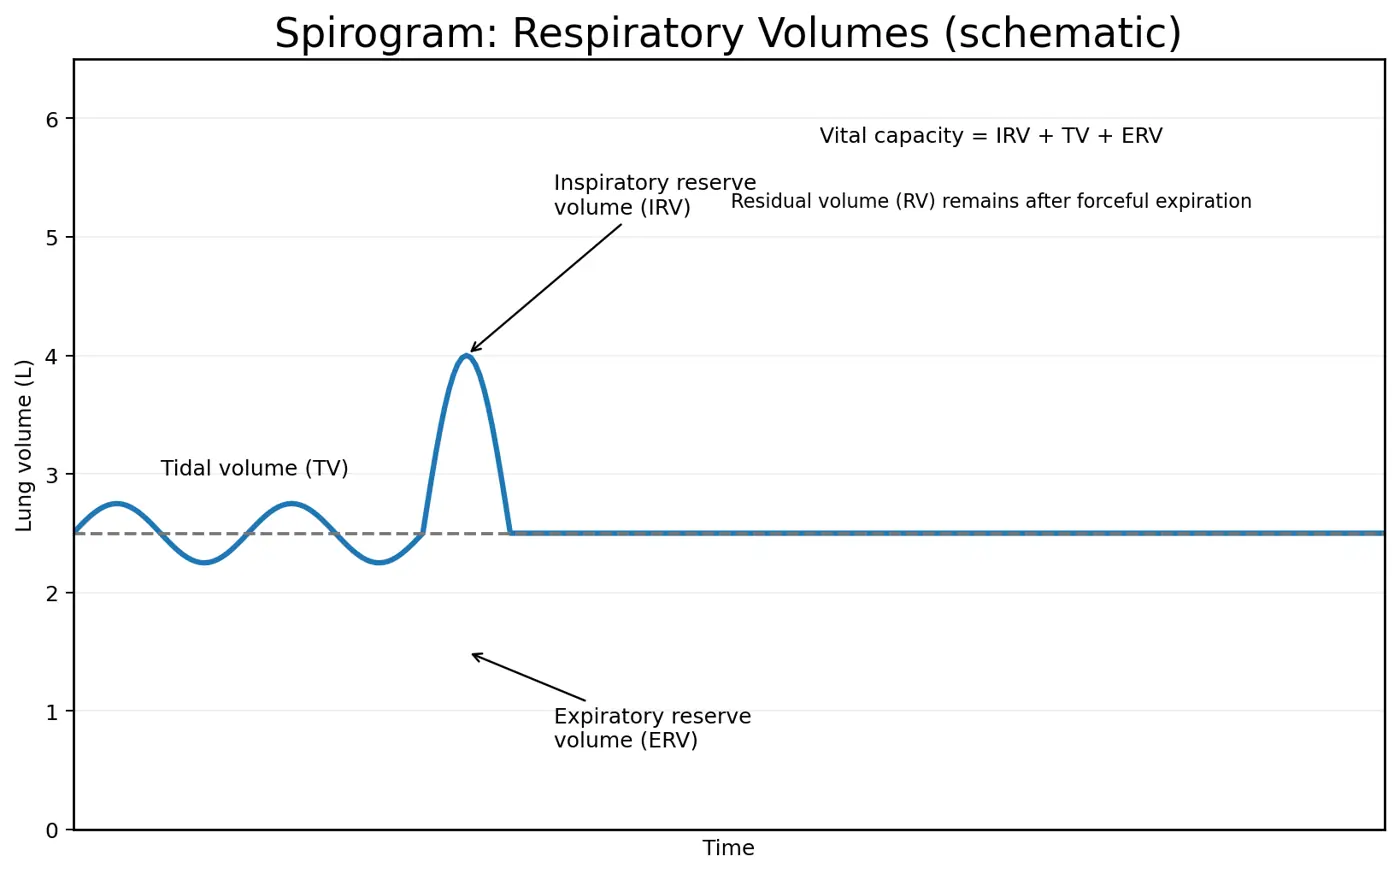 Spirogram: Respiratory Volumes (schematic)
6
Vital capacity = IRV + TV + ERV
Inspiratory reserve
volume (IRV)
Residual volume (RV) remains after forceful expiration
5
4
Lung volume (L)
Tidal volume (TV)
3
2
1
Expiratory reserve
volume (ERV)
0
Time